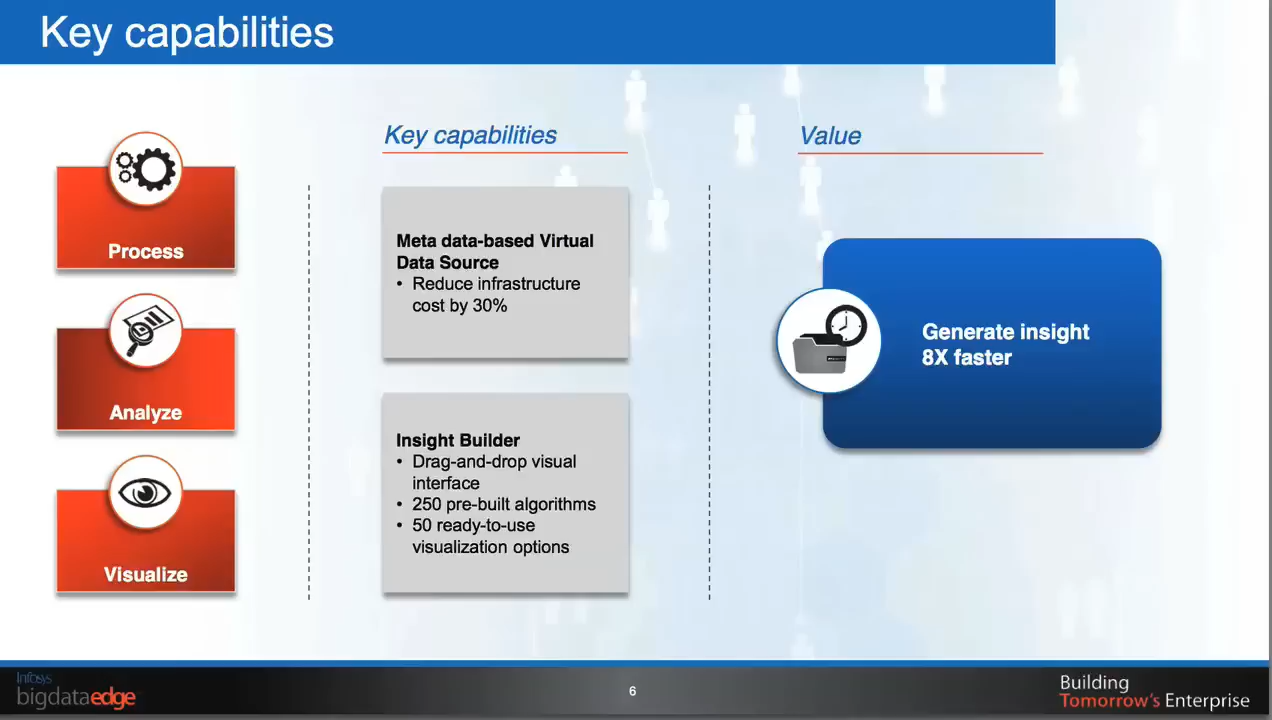 Key capabilities
Process
Analyze
Visualize
Key capabilities
Meta data-based Virtual
Data Source
• Reduce infrastructure
cost by 30%
Insight Builder
• Drag-and-drop visual
interface
• 250 pre-built algorithms
• 50 ready-to-use
visualization options
Value
Generate insight
8X faster
Infosys
bigdataedge
6
Building
Tomorrow's Enterprise